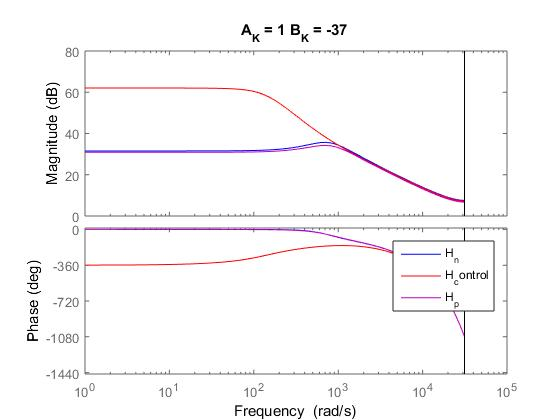 A_K = 1 B_K = -37
80
60
40
20
0
Magnitude (dB)
0
-360
-720
-1080
-1440
Phase (deg)
H_n
H_control
H_p
10^0 10^1 10^2 10^3 10^4 10^5
Frequency (rad/s)